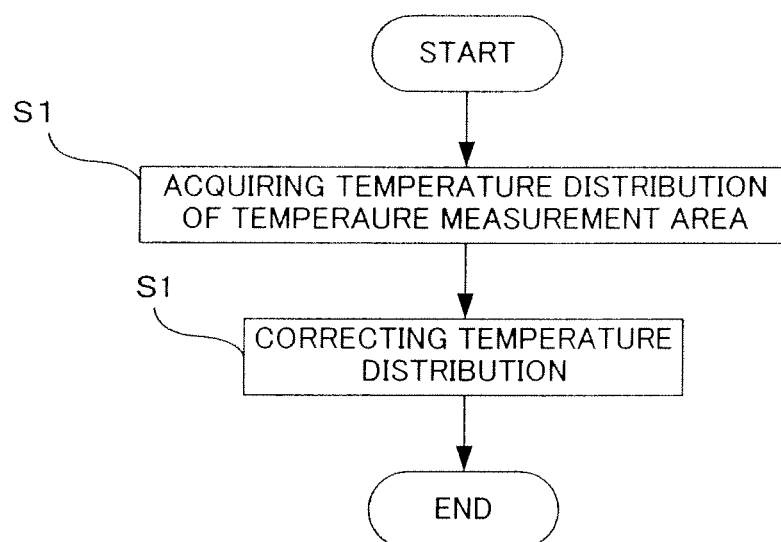 START
S1
ACQUIRING TEMPERATURE DISTRIBUTION
OF TEMPERAURE MEASUREMENT AREA
S1
CORRECTING TEMPERATURE
DISTRIBUTION
END